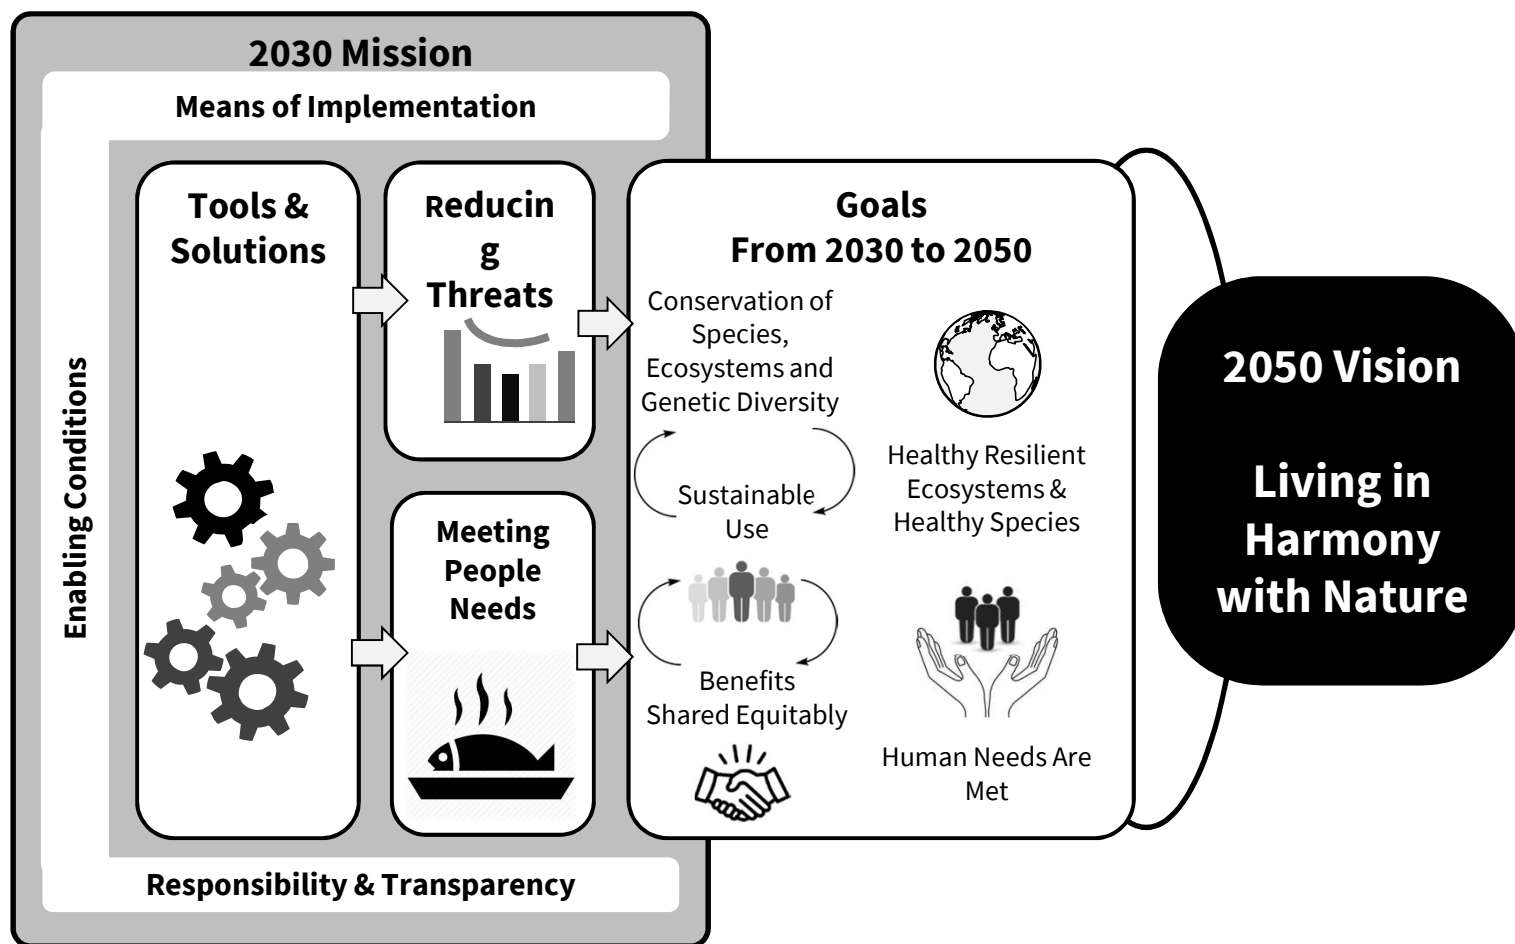 2030 Mission
Means of Implementation
Enabling Conditions
Tools &
Solutions
Reducin
g
Threats
Meeting
People
Needs
Goals
From 2030 to 2050
Conservation of
Species,
Ecosystems and
Genetic Diversity
Sustainable
Use
Benefits
Shared Equitably
Healthy Resilient
Ecosystems &
Healthy Species
Human Needs Are
Met
2050 Vision
Living in
Harmony
with Nature
Responsibility & Transparency